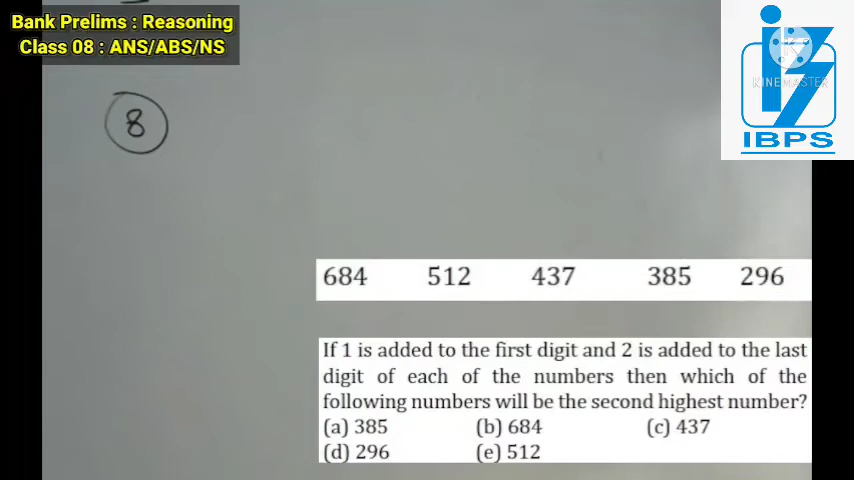 Bank Prelims : Reasoning
Class 08 : ANS/ABS/NS
KINEMASTER
IBPS
8
684 512 437 385 296
If 1 is added to the first digit and 2 is added to the last
digit of each of the numbers then which of the
following numbers will be the second highest number?
(a) 385 (b) 684 (c) 437
(d) 296 (e) 512